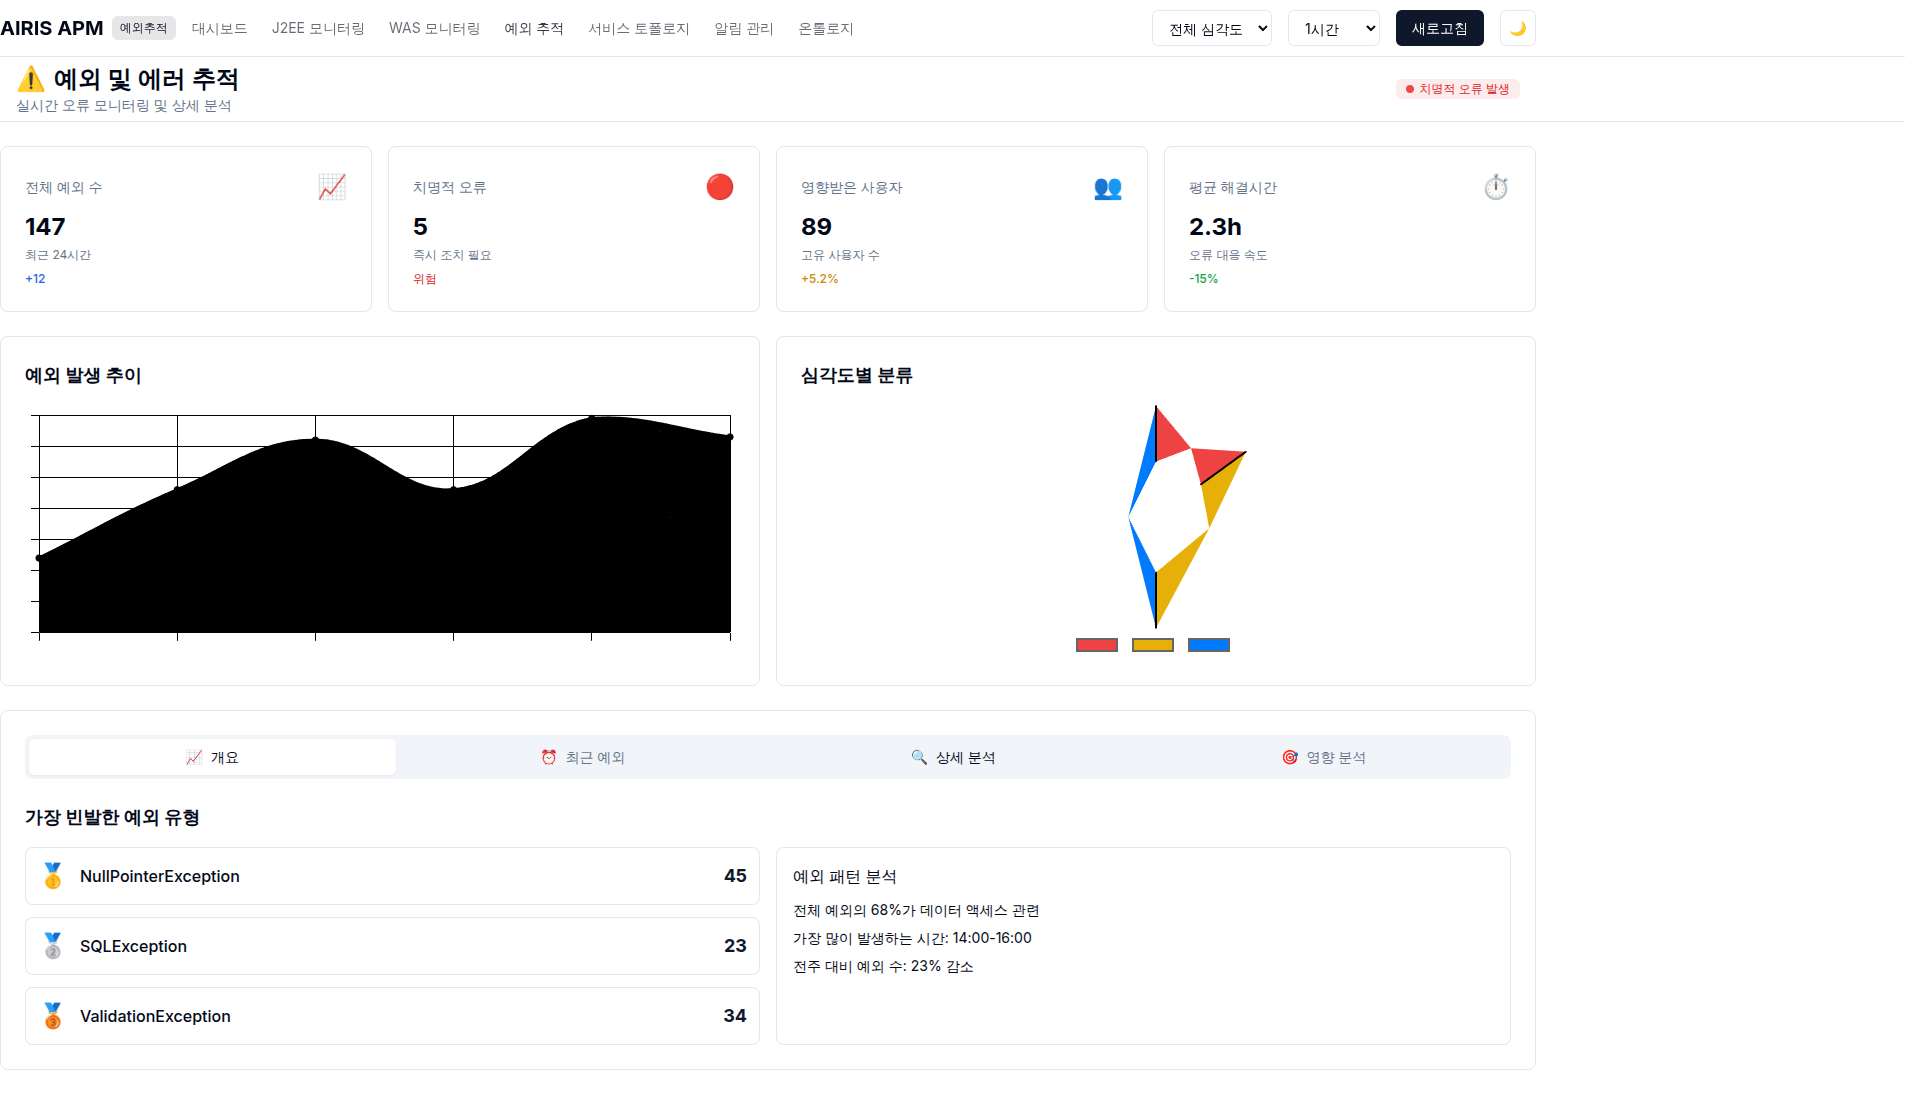 AIRIS APM 예외추적 대시보드 J2EE 모니터링 WAS 모니터링 예외 추적 서비스 토폴로지 알림 관리 온톨로지 전체 심각도 1시간 새로고침
예외 및 에러 추적
실시간 오류 모니터링 및 상세 분석
치명적 오류 발생
전체 예외 수
147
최근 24시간
+12
치명적 오류
5
즉시 조치 필요
위험
영향받은 사용자
89
고유 사용자 수
+5.2%
평균 해결시간
2.3h
오류 대응 속도
-15%
예외 발생 추이
심각도별 분류
개요 최근 예외 상세 분석 영향 분석
가장 빈발한 예외 유형
NullPointerException 45
SQLException 23
ValidationException 34
예외 패턴 분석
전체 예외의 68%가 데이터 액세스 관련
가장 많이 발생하는 시간: 14:00-16:00
전주 대비 예외 수: 23% 감소